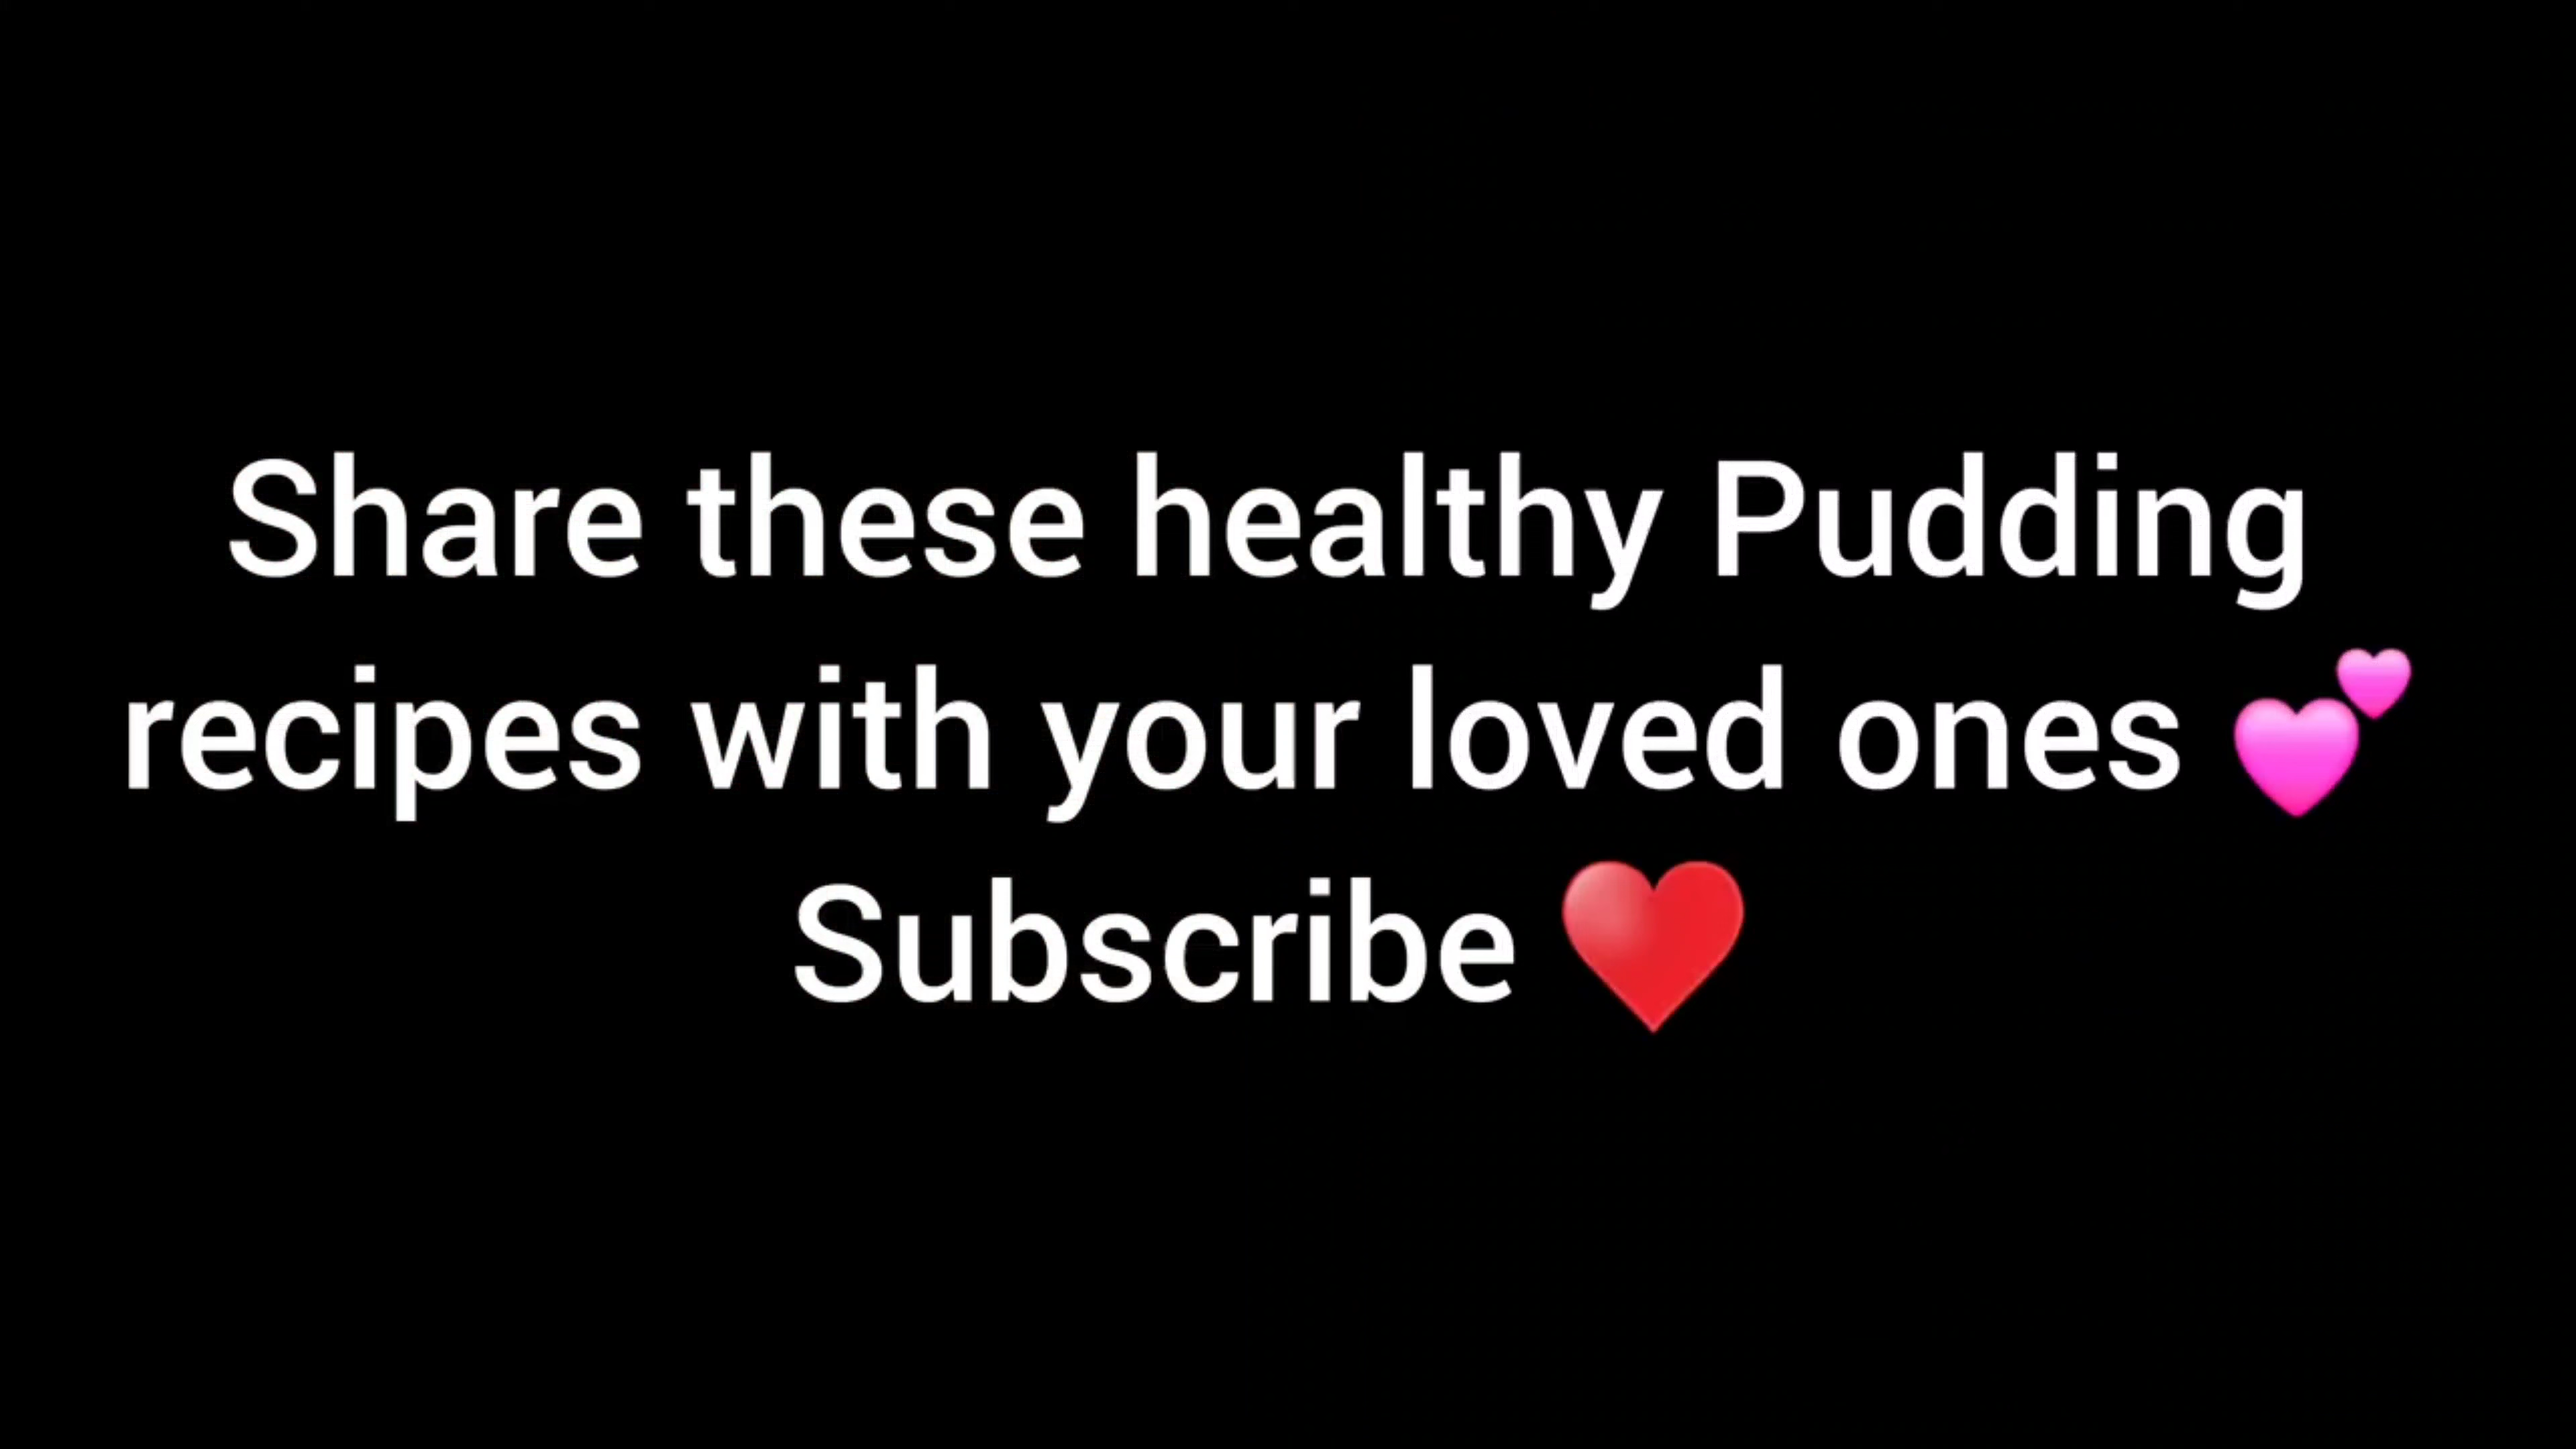 Share these healthy Pudding
recipes with your loved ones 💕
Subscribe ♥️